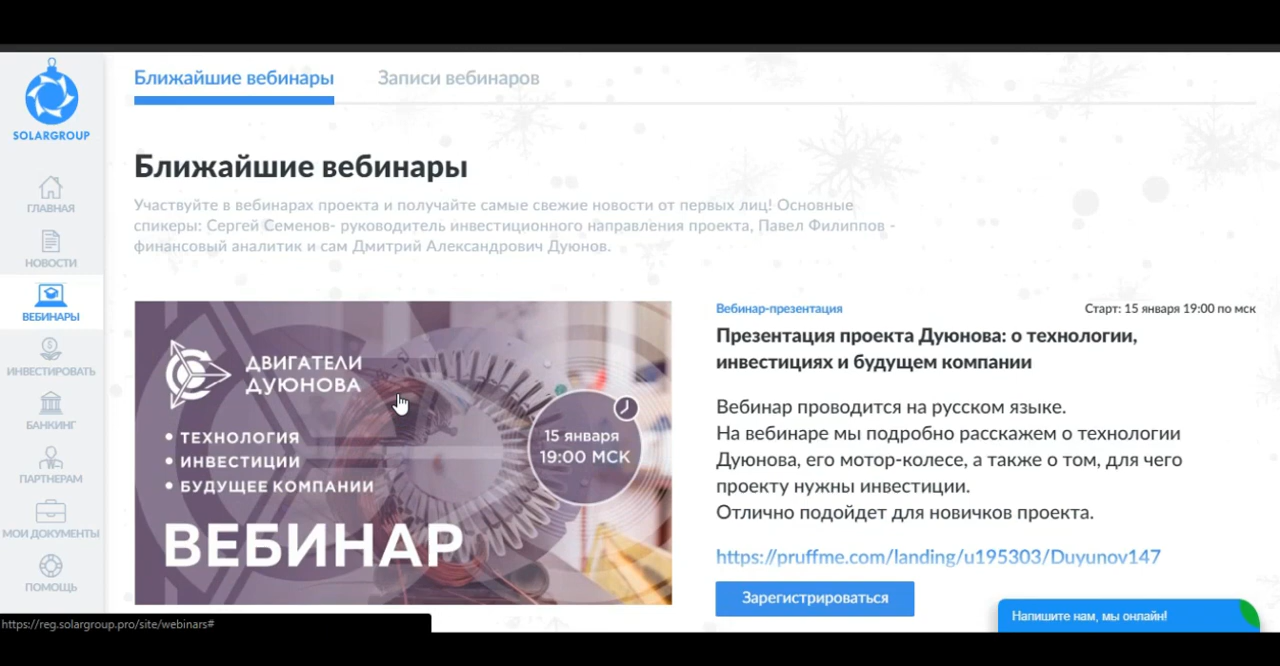 Ближайшие вебинары
Записи вебинаров
SOLARGROUP
ГЛАВНАЯ
НОВОСТИ
ВЕБИНАРЫ
ИНВЕСТИРОВАТЬ
БАНКИНГ
ПАРТНЕРАМ
МОИ ДОКУМЕНТЫ
ПОМОЩЬ
Ближайшие вебинары
Участвуйте в вебинарах проекта и получайте самые свежие новости от первых лиц! Основные
спикеры: Сергей Семенов- руководитель инвестиционного направления проекта, Павел Филиппов -
финансовый аналитик и сам Дмитрий Александрович Дуюнов.
ДВИГАТЕЛИ
ДУЮНОВА
• ТЕХНОЛОГИЯ
• ИНВЕСТИЦИИ
• БУДУЩЕЕ КОМПАНИИ
15 января
19:00 МСК
ВЕБИНАР
Вебинар-презентация
Старт: 15 января 19:00 по мск
Презентация проекта Дуюнова: о технологии,
инвестициях и будущем компании
Вебинар проводится на русском языке.
На вебинаре мы подробно расскажем о технологии
Дуюнова, его мотор-колесе, а также о том, для чего
проекту нужны инвестиции.
Отлично подойдет для новичков проекта.
https://pruffme.com/landing/u195303/Duyunov147
Зарегистрироваться
Напишите нам, мы онлайн!
https://reg.solargroup.pro/site/webinars#